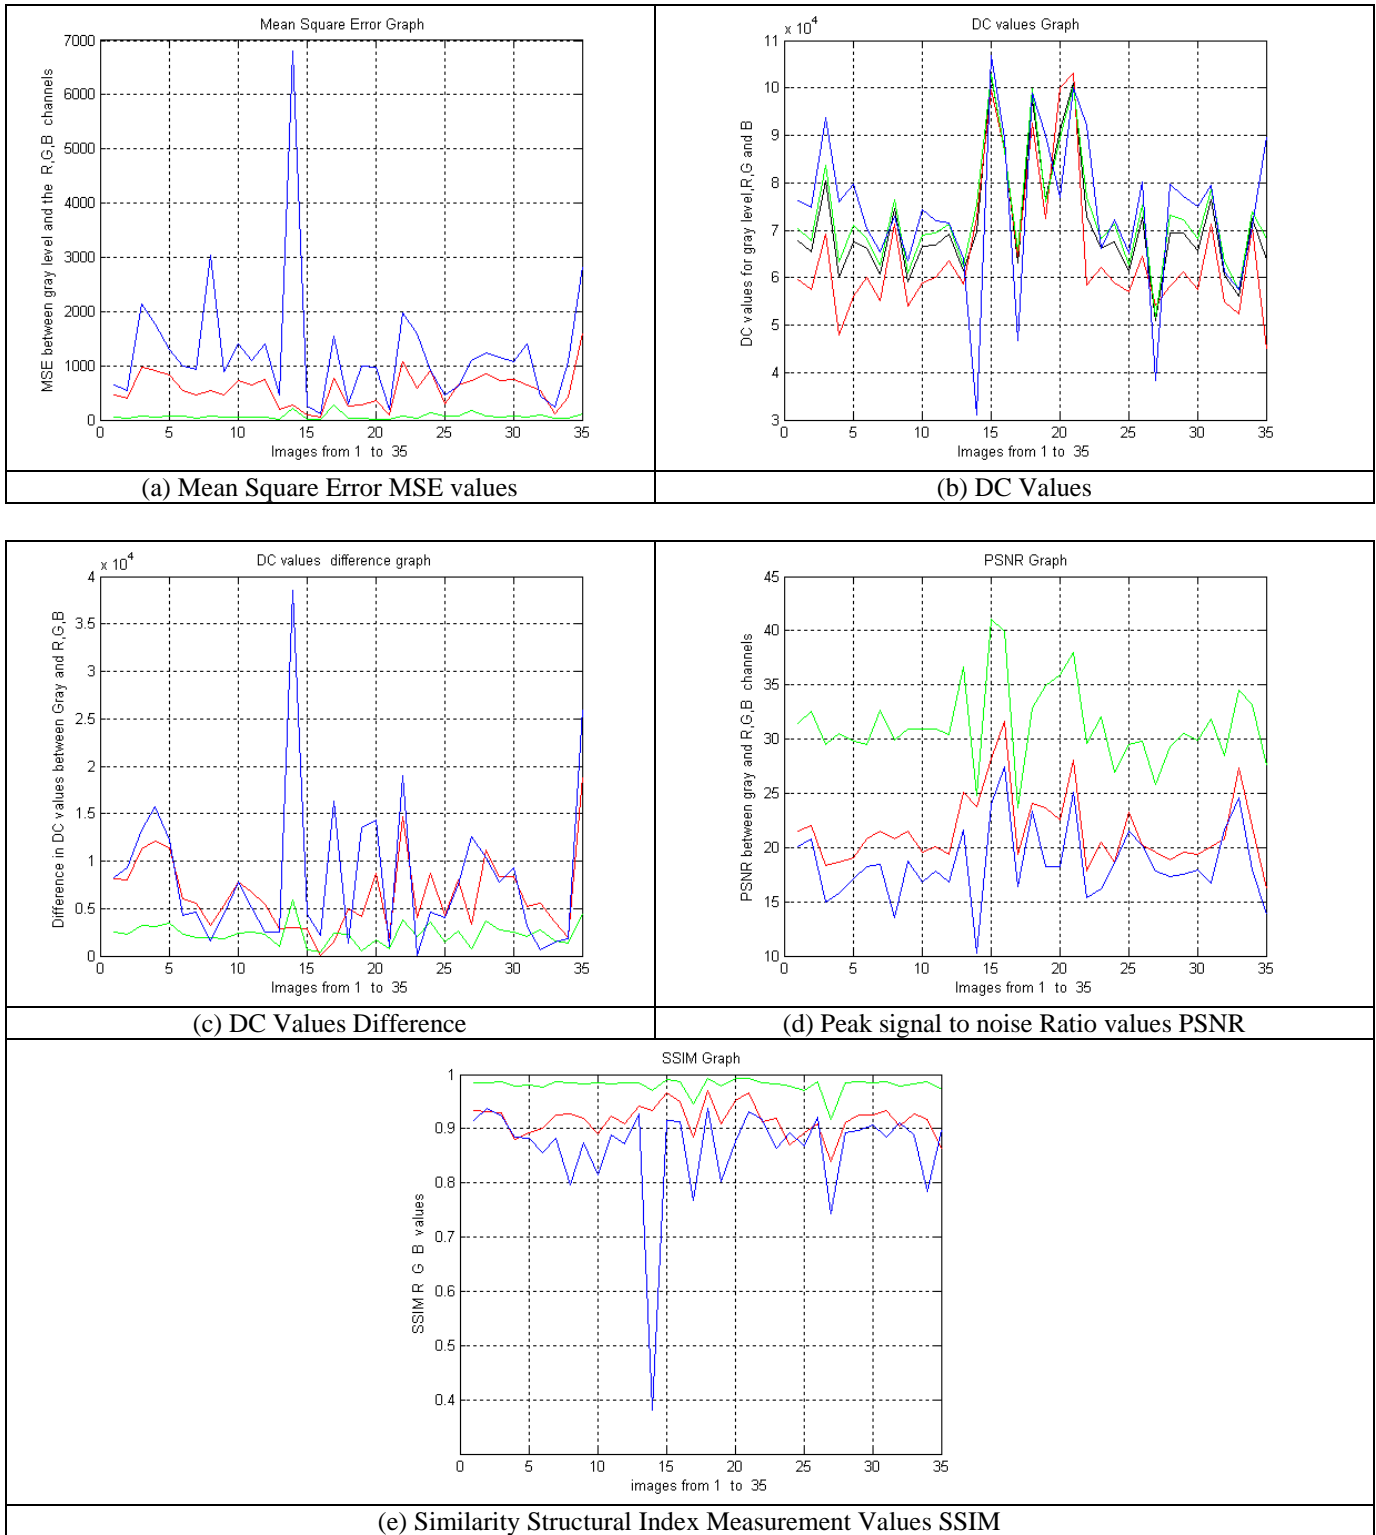 Mean Square Error Graph
MSE between gray level and the R,G,B channels
7000
6000
5000
4000
3000
2000
1000
0
0 5 10 15 20 25 30 35
Images from 1 to 35
(a) Mean Square Error MSE values
DC values Graph
x 10^4
DC values for gray level,R,G and B
11
10
9
8
7
6
5
4
3
0 5 10 15 20 25 30 35
Images from 1 to 35
(b) DC Values
DC values difference graph
x 10^4
Difference in DC values between Gray and R,G,B
4
3.5
3
2.5
2
1.5
1
0.5
0
0 5 10 15 20 25 30 35
Images from 1 to 35
(c) DC Values Difference
PSNR Graph
PSNR between gray and R,G,B channels
45
40
35
30
25
20
15
10
0 5 10 15 20 25 30 35
Images from 1 to 35
(d) Peak signal to noise Ratio values PSNR
SSIM Graph
SSIM R G B values
1
0.9
0.8
0.7
0.6
0.5
0.4
0 5 10 15 20 25 30 35
images from 1 to 35
(e) Similarity Structural Index Measurement Values SSIM